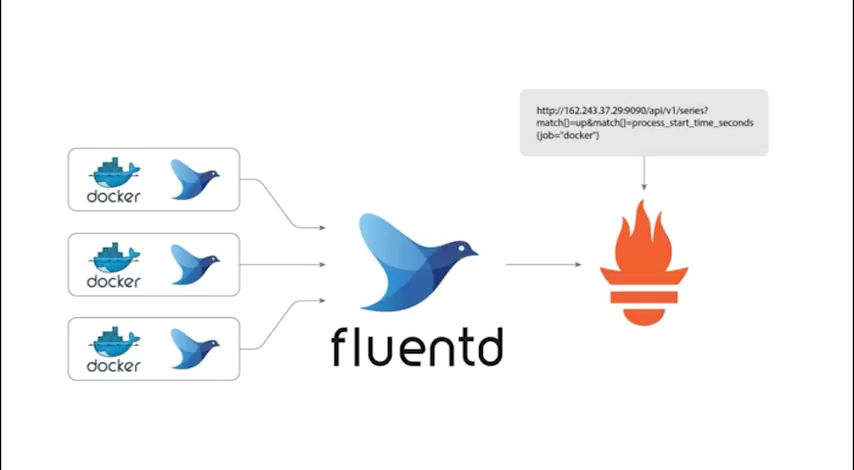 http://162.243.37.29:9090/api/v1/series?
match[]=up&match[]=process_start_time_seconds
{job="docker"}
docker
docker
docker
fluentd